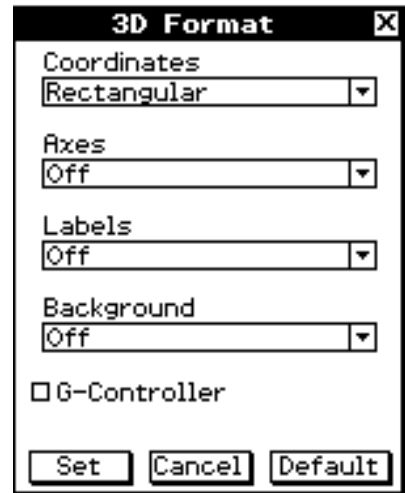 3D Format
Coordinates
Rectangular
Axes
Off
Labels
Off
Background
Off
G-Controller
Set Cancel Default